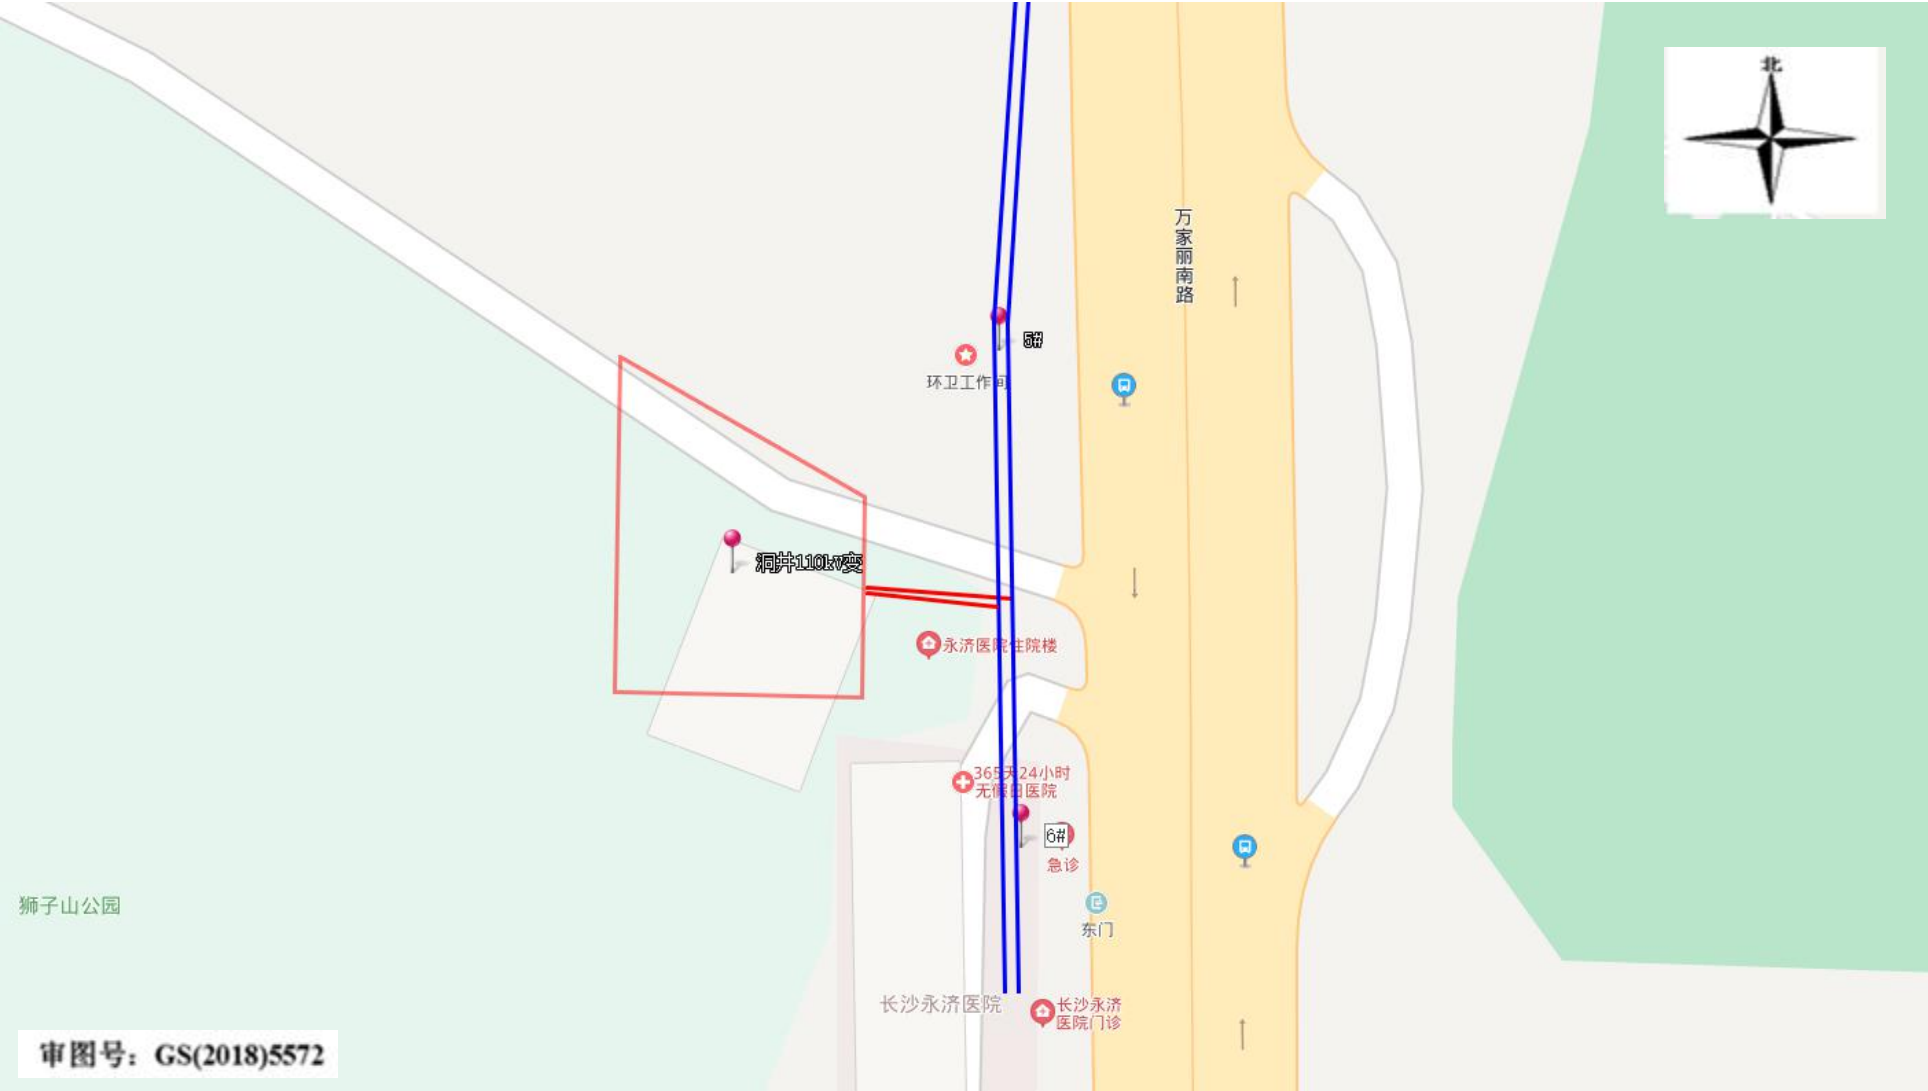 北
万家丽南路
5#
环卫工作间
洞井110kV变
永济医院住院楼
365天24小时
无假日医院
6#
急诊
狮子山公园
东门
长沙永济医院
长沙永济
医院门诊
审图号：GS(2018)5572